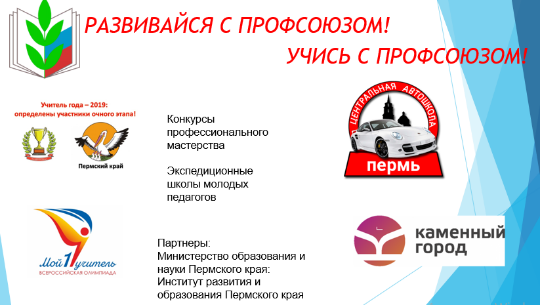 РАЗВИВАЙСЯ С ПРОФСОЮЗОМ!
УЧИСЬ С ПРОФСОЮЗОМ!
Учитель года – 2019:
определены участники очного этапа!
Пермский край
Конкурсы
профессионального
мастерства
Экспедиционные
школы молодых
педагогов
ЦЕНТРАЛЬНАЯ АВТОШКОЛА
пермь
Мой 1й учитель
ВСЕРОССИЙСКАЯ ОЛИМПИАДА
Партнеры:
Министерство образования и
науки Пермского края:
Институт развития и
образования Пермского края
каменный
город